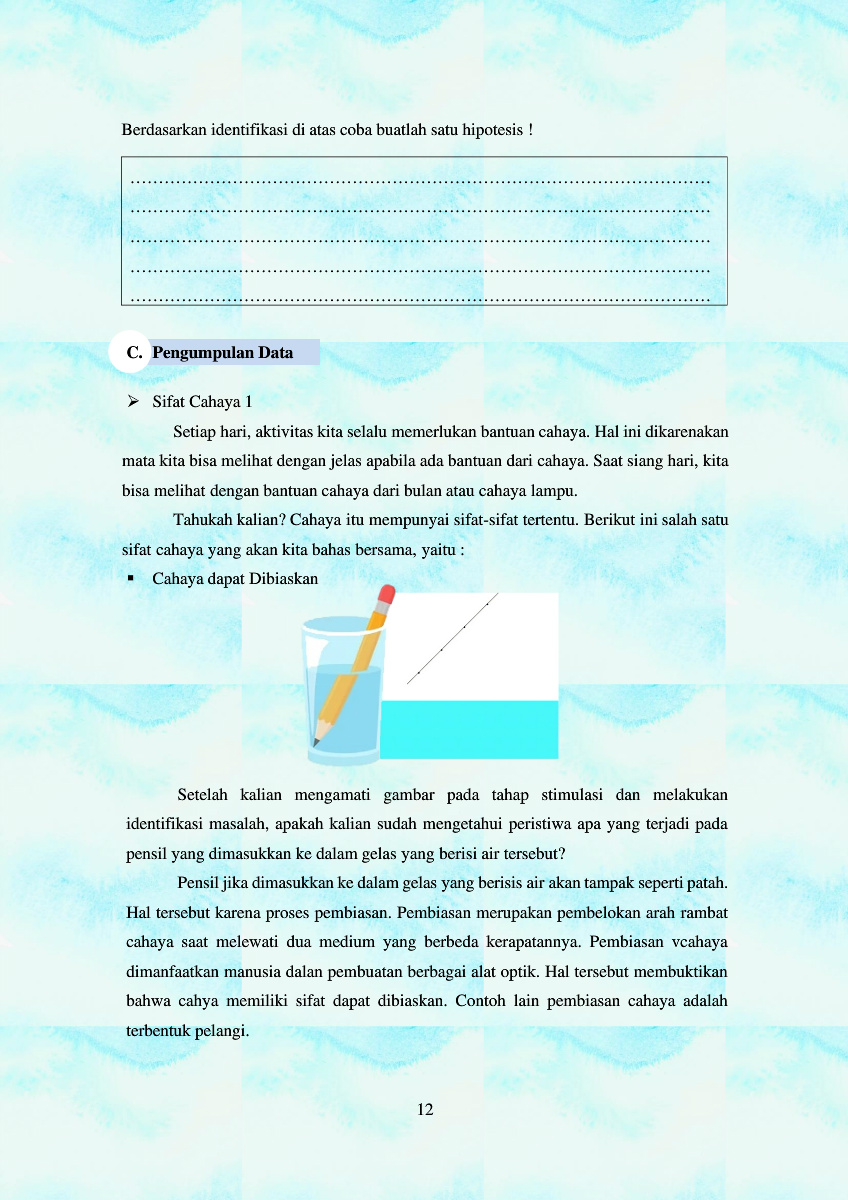 Berdasarkan identifikasi di atas coba buatlah satu hipotesis !
………………………………………………………………………………………
………………………………………………………………………………………
………………………………………………………………………………………
………………………………………………………………………………………
………………………………………………………………………………………
C. Pengumpulan Data
➢ Sifat Cahaya 1
Setiap hari, aktivitas kita selalu memerlukan bantuan cahaya. Hal ini dikarenakan
mata kita bisa melihat dengan jelas apabila ada bantuan dari cahaya. Saat siang hari, kita
bisa melihat dengan bantuan cahaya dari bulan atau cahaya lampu.
Tahukah kalian? Cahaya itu mempunyai sifat-sifat tertentu. Berikut ini salah satu
sifat cahaya yang akan kita bahas bersama, yaitu :
▪ Cahaya dapat Dibiaskan
Setelah kalian mengamati gambar pada tahap stimulasi dan melakukan
identifikasi masalah, apakah kalian sudah mengetahui peristiwa apa yang terjadi pada
pensil yang dimasukkan ke dalam gelas yang berisi air tersebut?
Pensil jika dimasukkan ke dalam gelas yang berisis air akan tampak seperti patah.
Hal tersebut karena proses pembiasan. Pembiasan merupakan pembelokan arah rambat
cahaya saat melewati dua medium yang berbeda kerapatannya. Pembiasan vcahaya
dimanfaatkan manusia dalan pembuatan berbagai alat optik. Hal tersebut membuktikan
bahwa cahya memiliki sifat dapat dibiaskan. Contoh lain pembiasan cahaya adalah
terbentuk pelangi.
12